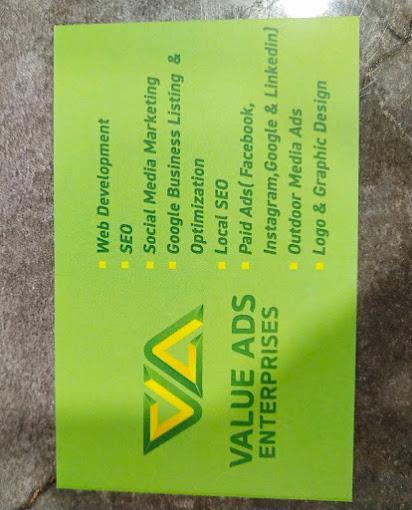 VA
VALUE ADS
ENTERPRISES
Web Development
SEO
Social Media Marketing
Google Business Listing &
Optimization
Local SEO
Paid Ads( Facebook,
Instagram,Google & Linkedin)
Outdoor Media Ads
Logo & Graphic Design